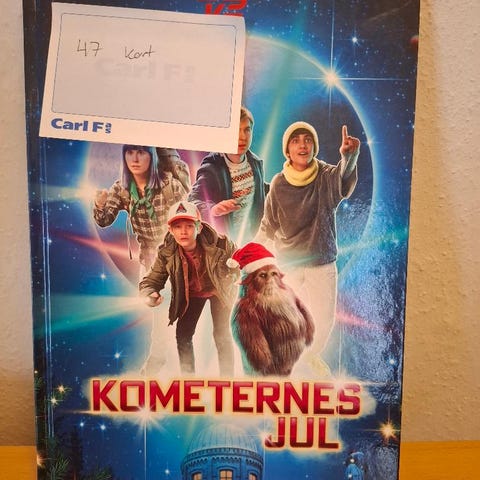 47 kort
Carl F
KOMETERNES
JUL